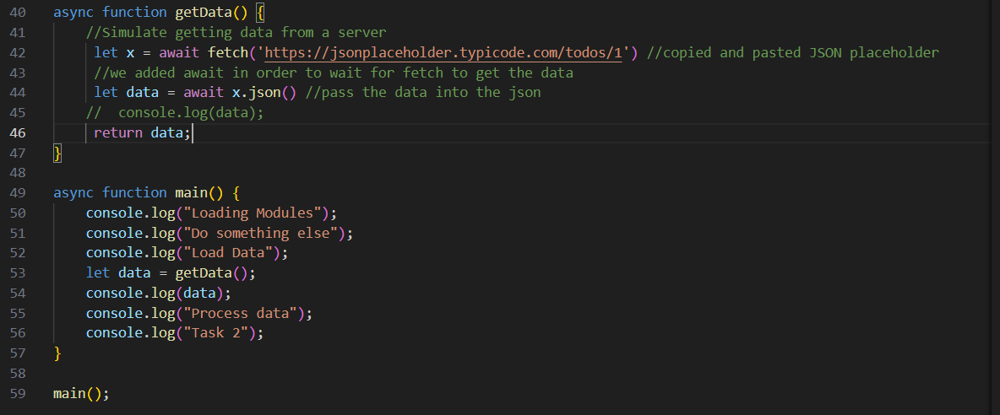 40 async function getData() {
41 //Simulate getting data from a server
42 let x = await fetch('https://jsonplaceholder.typicode.com/todos/1') //copied and pasted JSON placeholder
43 //we added await in order to wait for fetch to get the data
44 let data = await x.json() //pass the data into the json
45 // console.log(data);
46 return data;
47 }
48
49 async function main() {
50 console.log("Loading Modules");
51 console.log("Do something else");
52 console.log("Load Data");
53 let data = getData();
54 console.log(data);
55 console.log("Process data");
56 console.log("Task 2");
57 }
58
59 main();